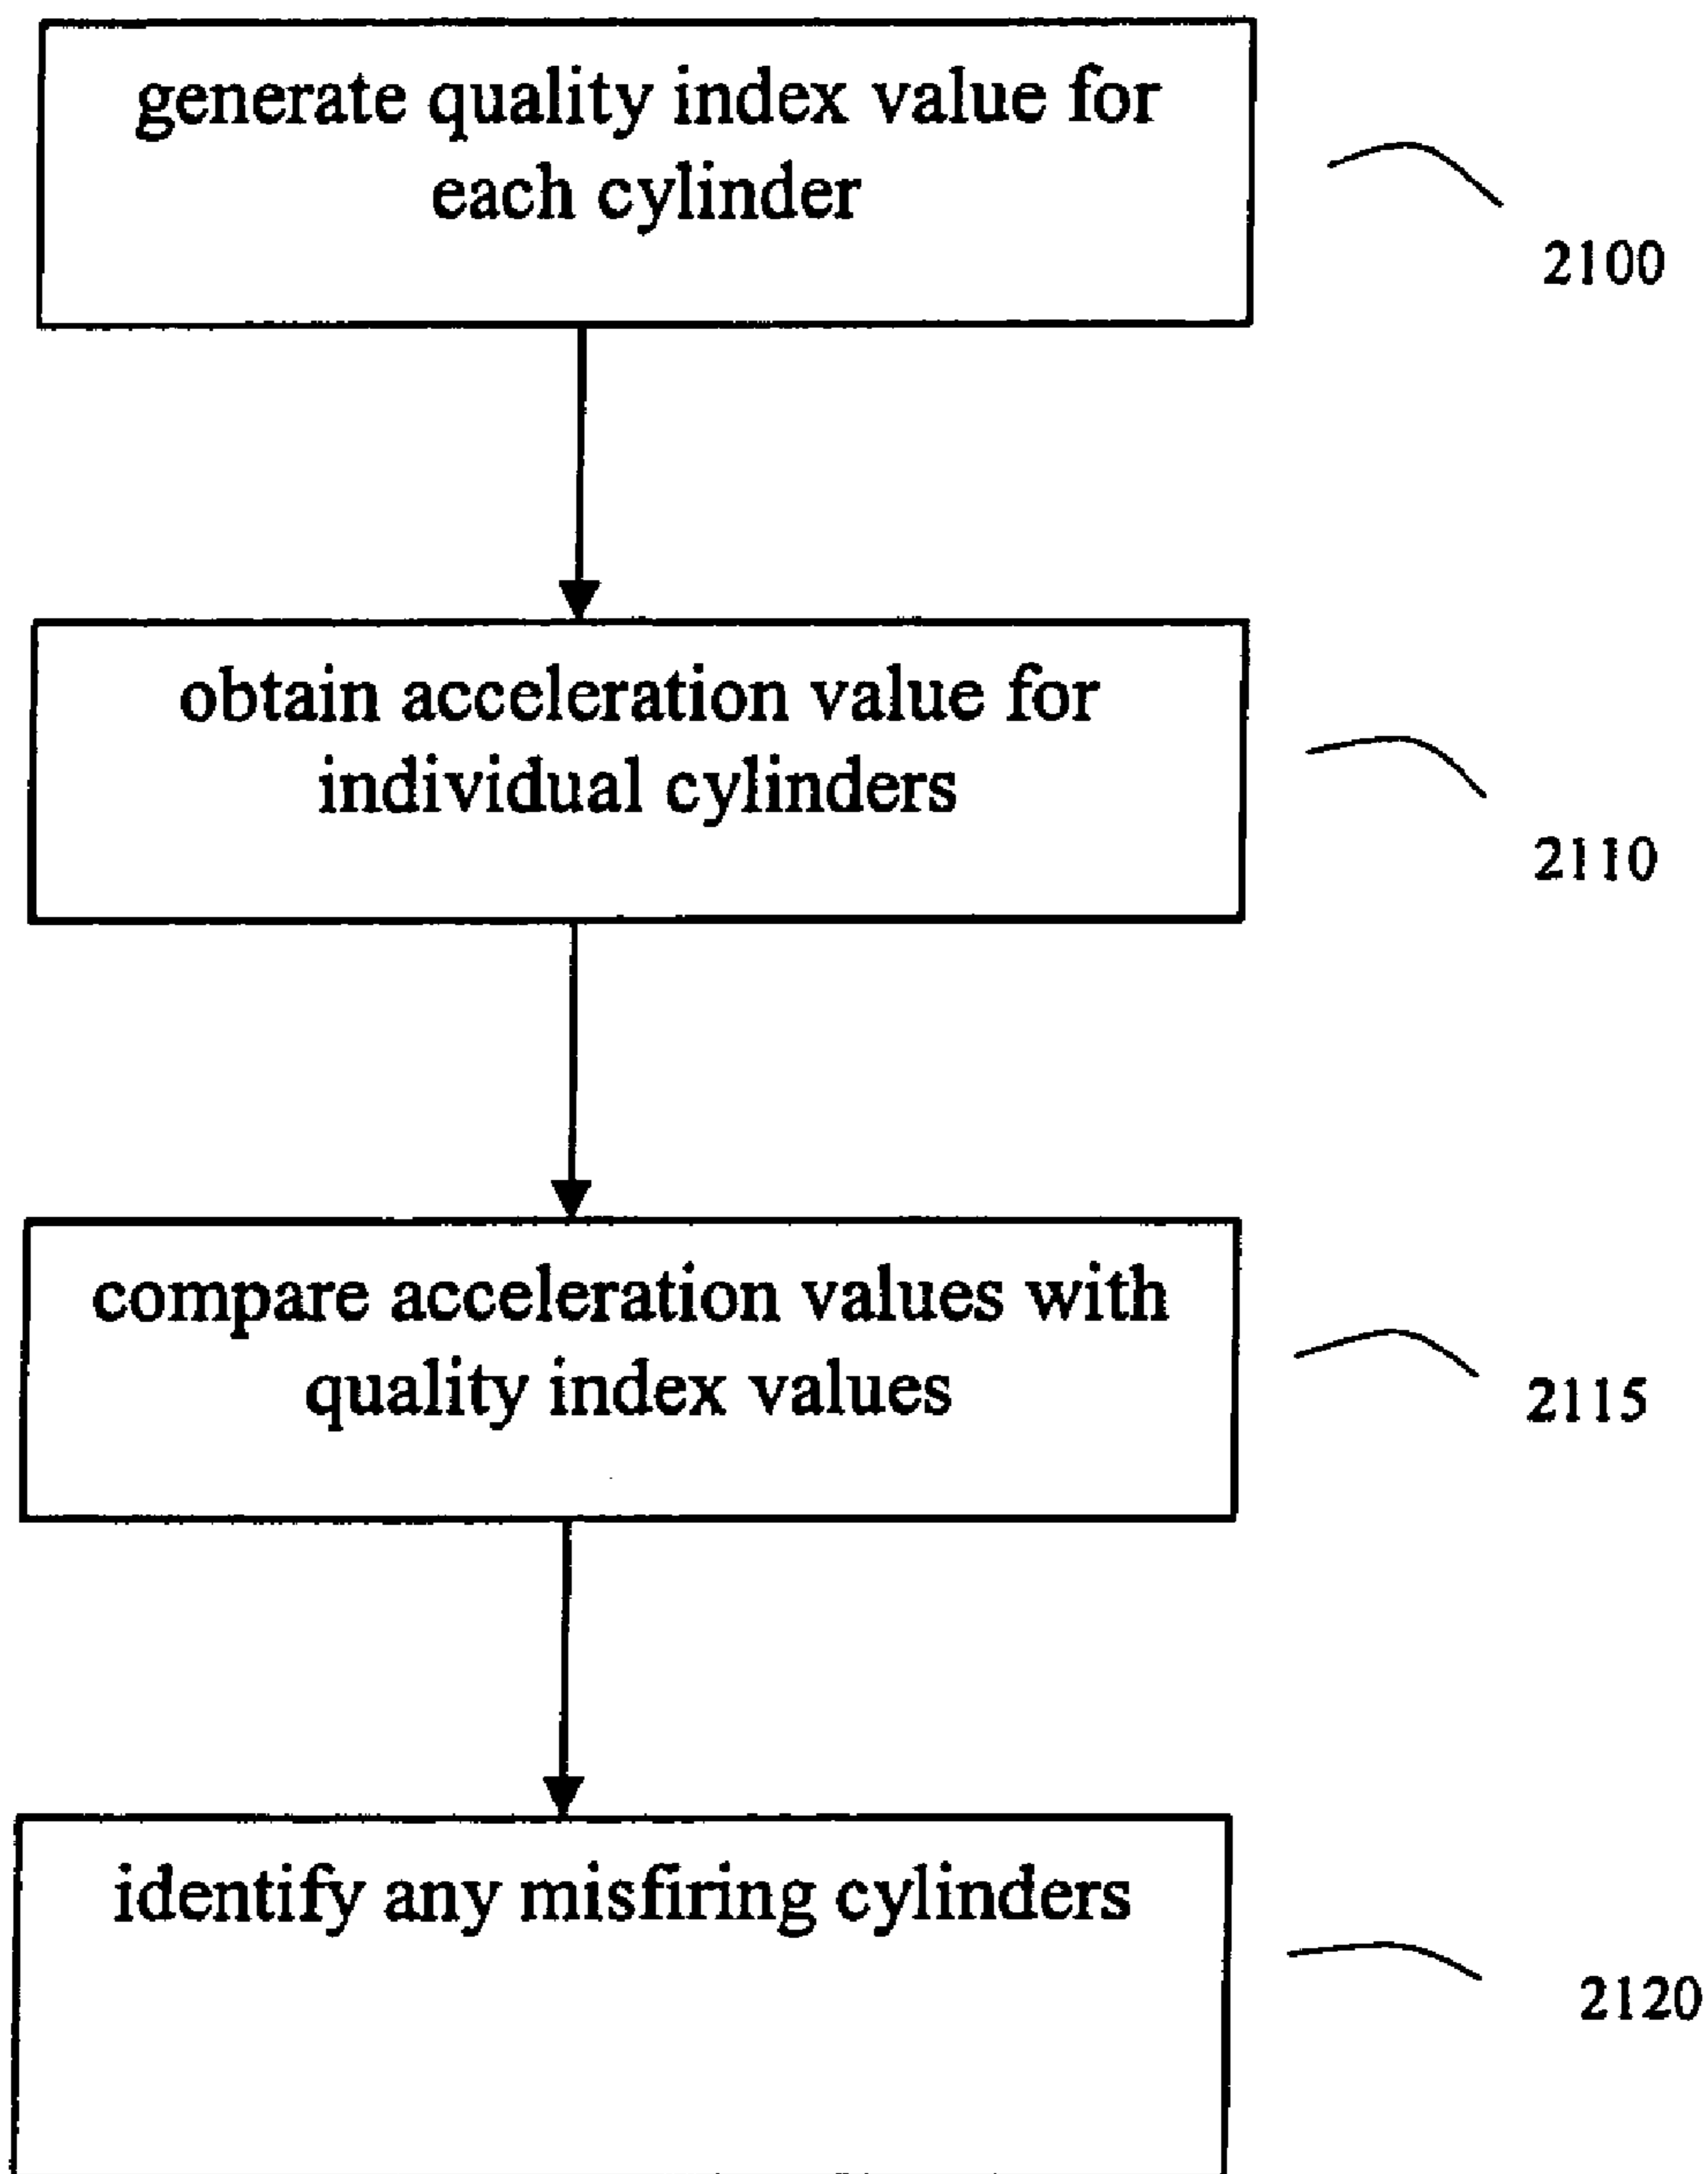 generate quality index value for
each cylinder
2100
obtain acceleration value for
individual cylinders
2110
compare acceleration values with
quality index values
2115
identify any misfiring cylinders
2120